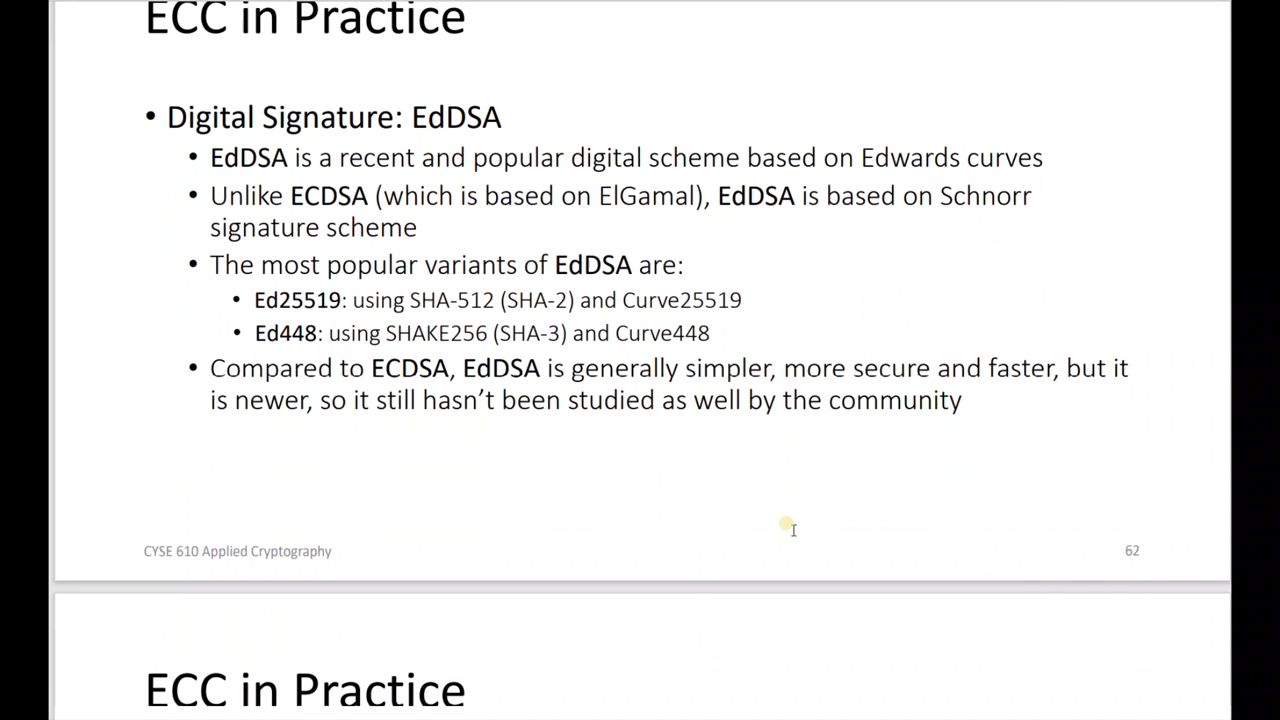 ECC in Practice
• Digital Signature: EdDSA
• EdDSA is a recent and popular digital scheme based on Edwards curves
• Unlike ECDSA (which is based on ElGamal), EdDSA is based on Schnorr
signature scheme
• The most popular variants of EdDSA are:
• Ed25519: using SHA-512 (SHA-2) and Curve25519
• Ed448: using SHAKE256 (SHA-3) and Curve448
• Compared to ECDSA, EdDSA is generally simpler, more secure and faster, but it
is newer, so it still hasn’t been studied as well by the community
CYSE 610 Applied Cryptography
62
ECC in Practice